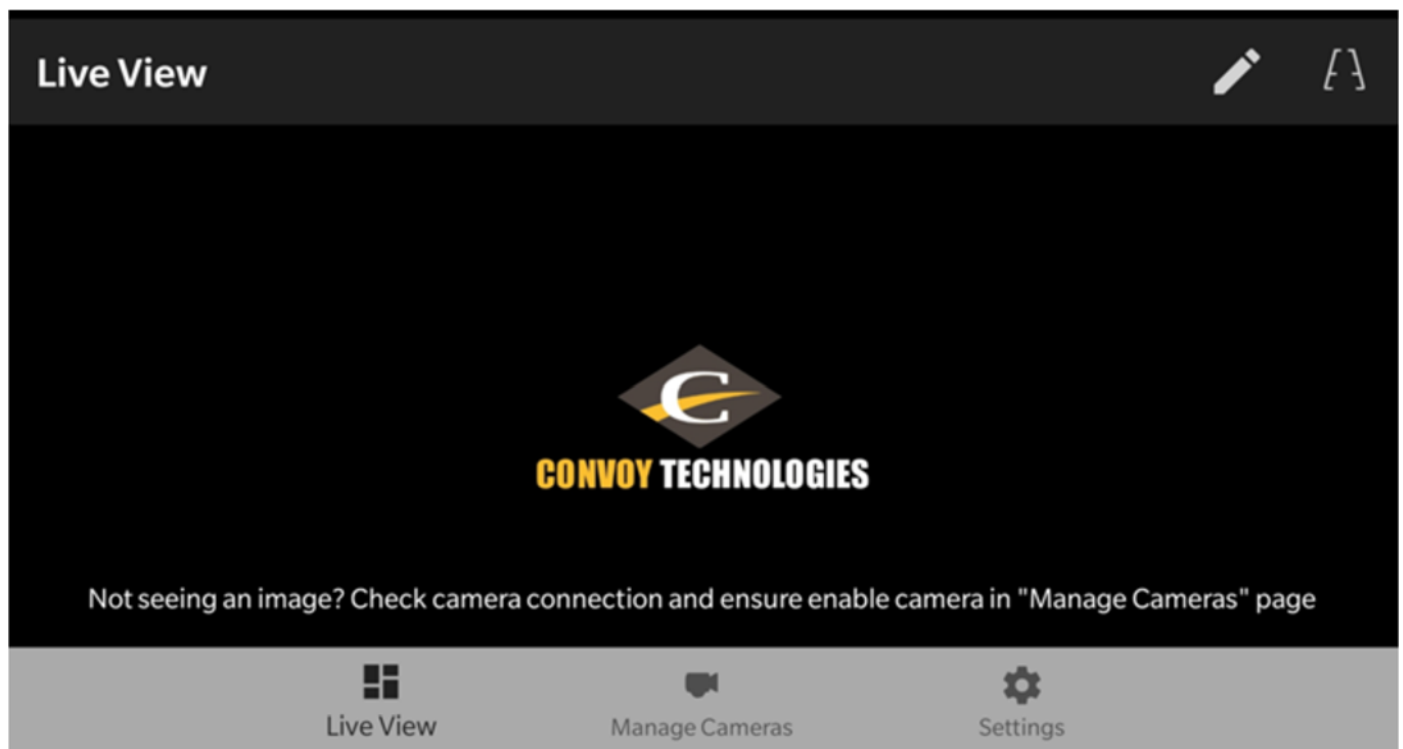 Live View
C
CONVOY TECHNOLOGIES
Not seeing an image? Check camera connection and ensure enable camera in "Manage Cameras" page
Live View
Manage Cameras
Settings